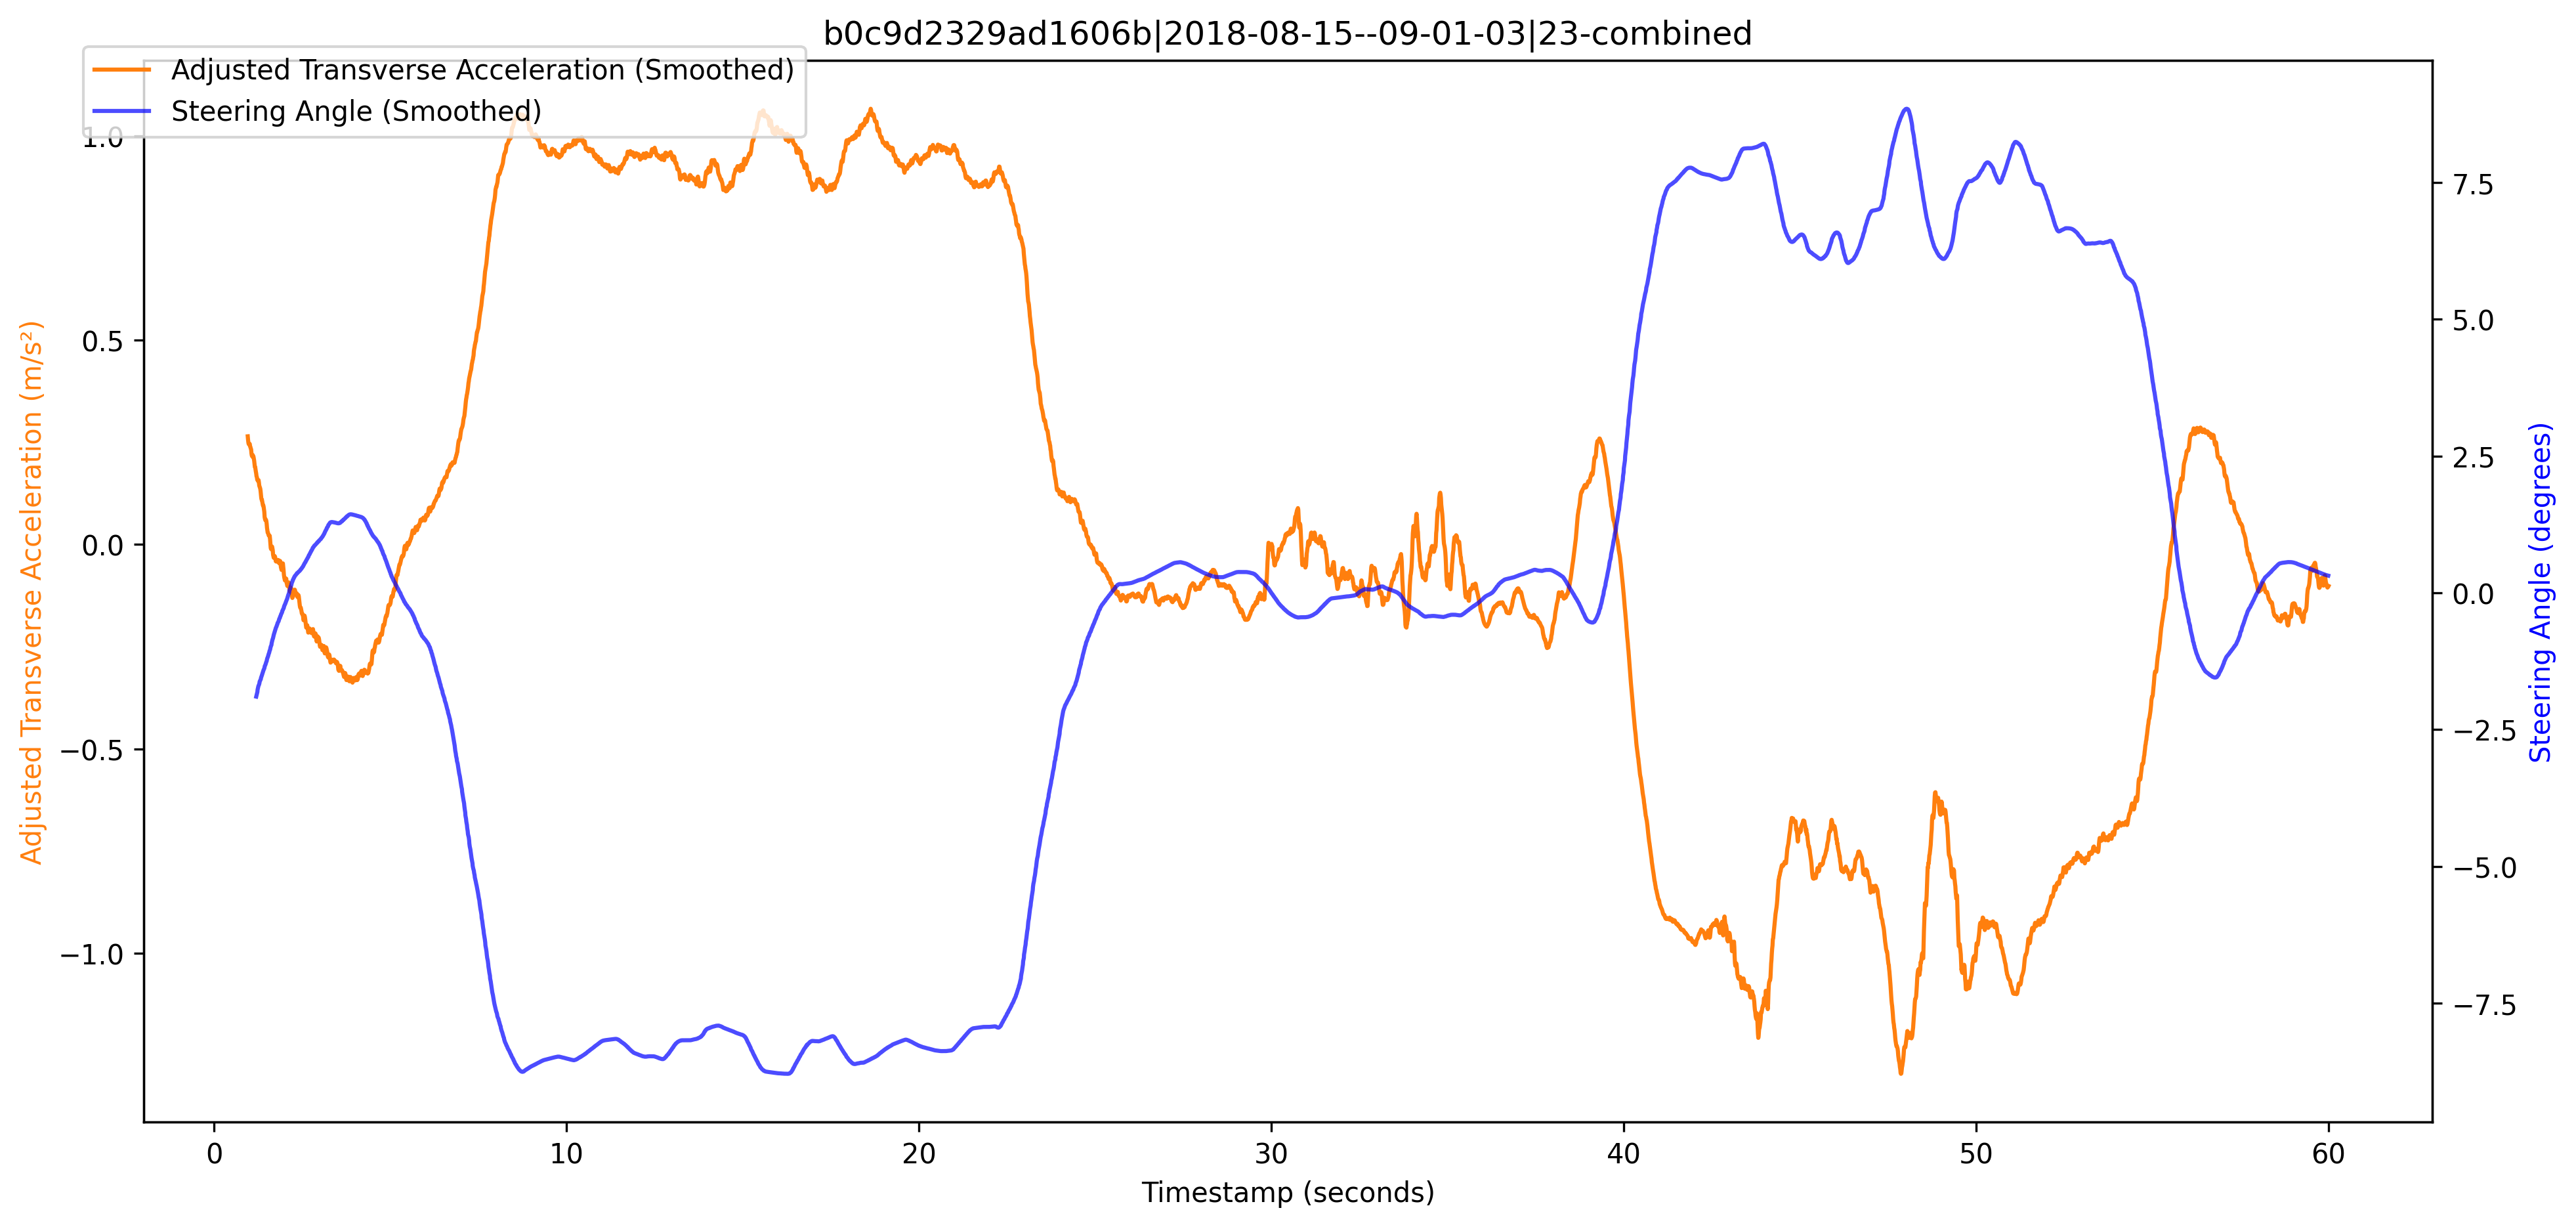 b0c9d2329ad1606b|2018-08-15--09-01-03|23-combined
Adjusted Transverse Acceleration (Smoothed)
Steering Angle (Smoothed)
Adjusted Transverse Acceleration (m/s²)
1.0
0.5
0.0
−0.5
−1.0
7.5
5.0
2.5
0.0
−2.5
−5.0
−7.5
Steering Angle (degrees)
0 10 20 30 40 50 60
Timestamp (seconds)